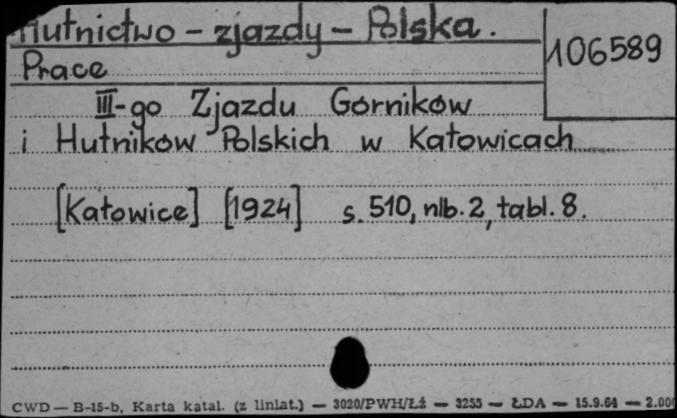 Hutnictwo - zjazdy - Polska.
106589
Prace
III-go Zjazdu Górników
i Hutników Polskich w Katowicach
[Katowice] [1924] s. 510, nlb. 2, tabl. 8.
CWD — B-15-b, Karta katal. (z liniat.) — 3020/PWH/Łź — 3255 — ŁDA — 15.9.64 — 2.000